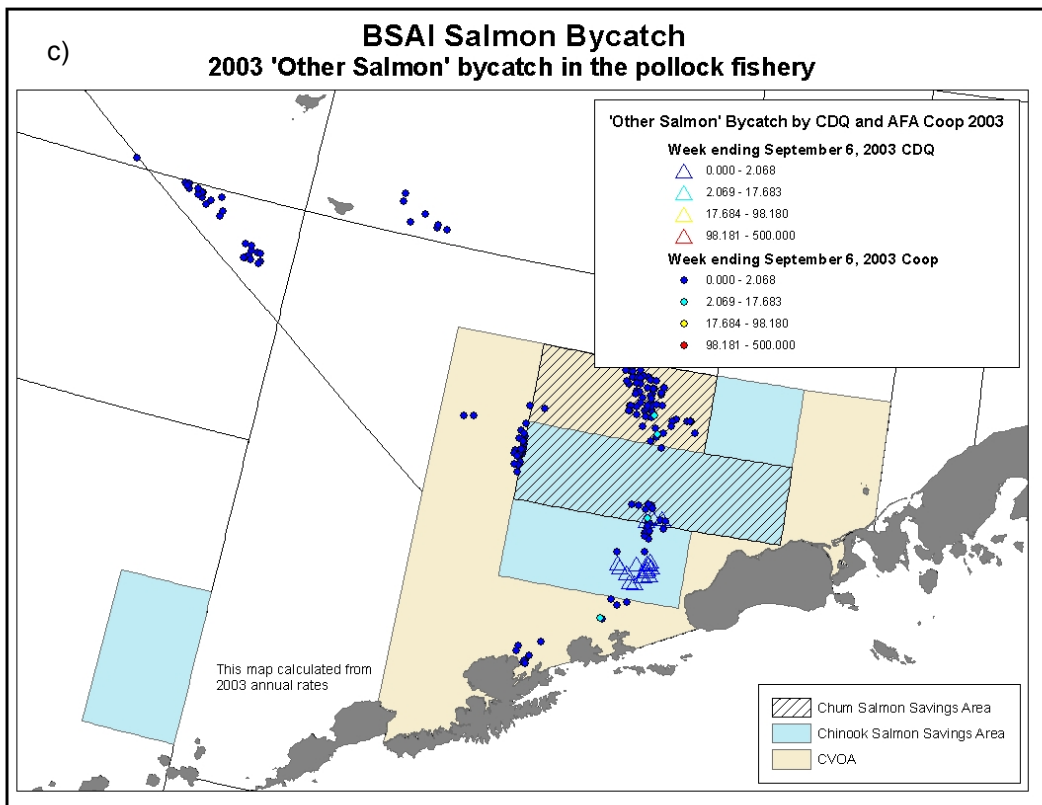 c)
BSAI Salmon Bycatch
2003 'Other Salmon' bycatch in the pollock fishery
'Other Salmon' Bycatch by CDQ and AFA Coop 2003
Week ending September 6, 2003 CDQ
0.000 - 2.068
2.069 - 17.683
17.684 - 98.180
98.181 - 500.000
Week ending September 6, 2003 Coop
0.000 - 2.068
2.069 - 17.683
17.684 - 98.180
98.181 - 500.000
This map calculated from
2003 annual rates
Chum Salmon Savings Area
Chinook Salmon Savings Area
CVOA